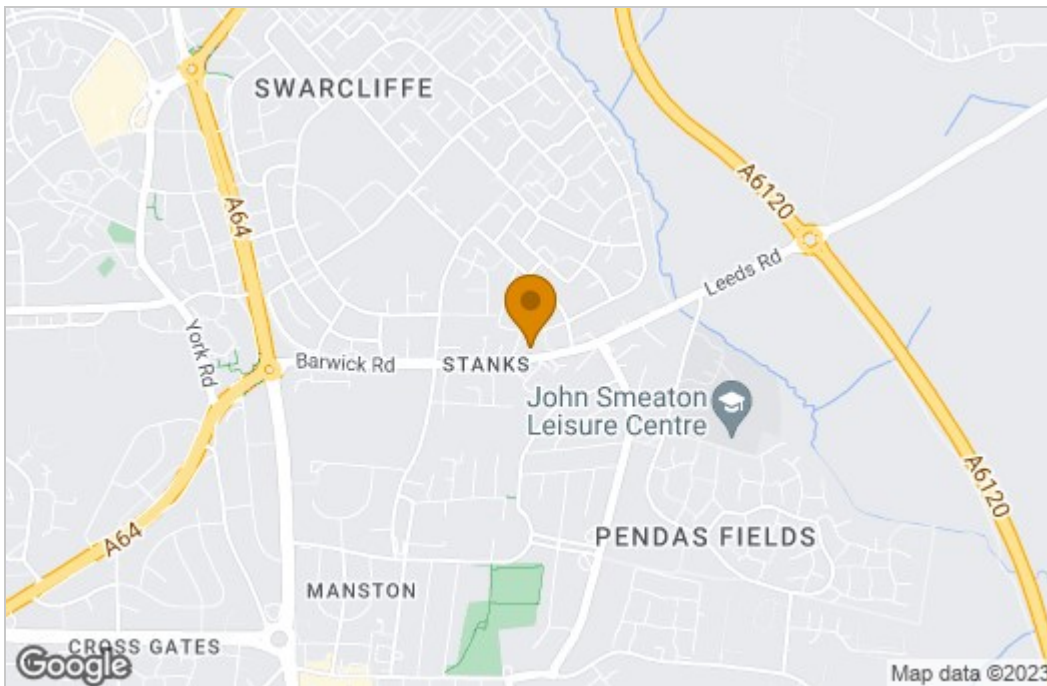 SWARCLIFFE
A64
A6120
Leeds Rd
York Rd
Barwick Rd
STANKS
John Smeaton
Leisure Centre
A6120
A64
PENDAS FIELDS
MANSTON
CROSS GATES
Google
Map data ©2023